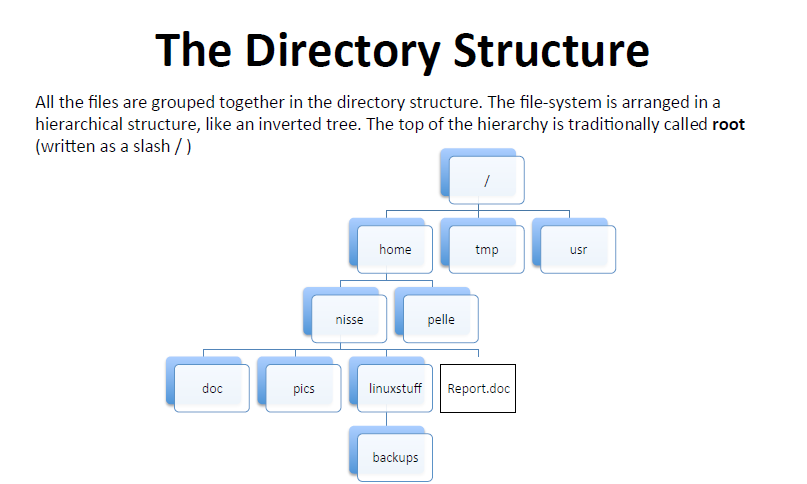 The Directory Structure
All the files are grouped together in the directory structure. The file-system is arranged in a
hierarchical structure, like an inverted tree. The top of the hierarchy is traditionally called root
(written as a slash / )
/
home
tmp
usr
nisse
pelle
doc
pics
linuxstuff
Report.doc
backups